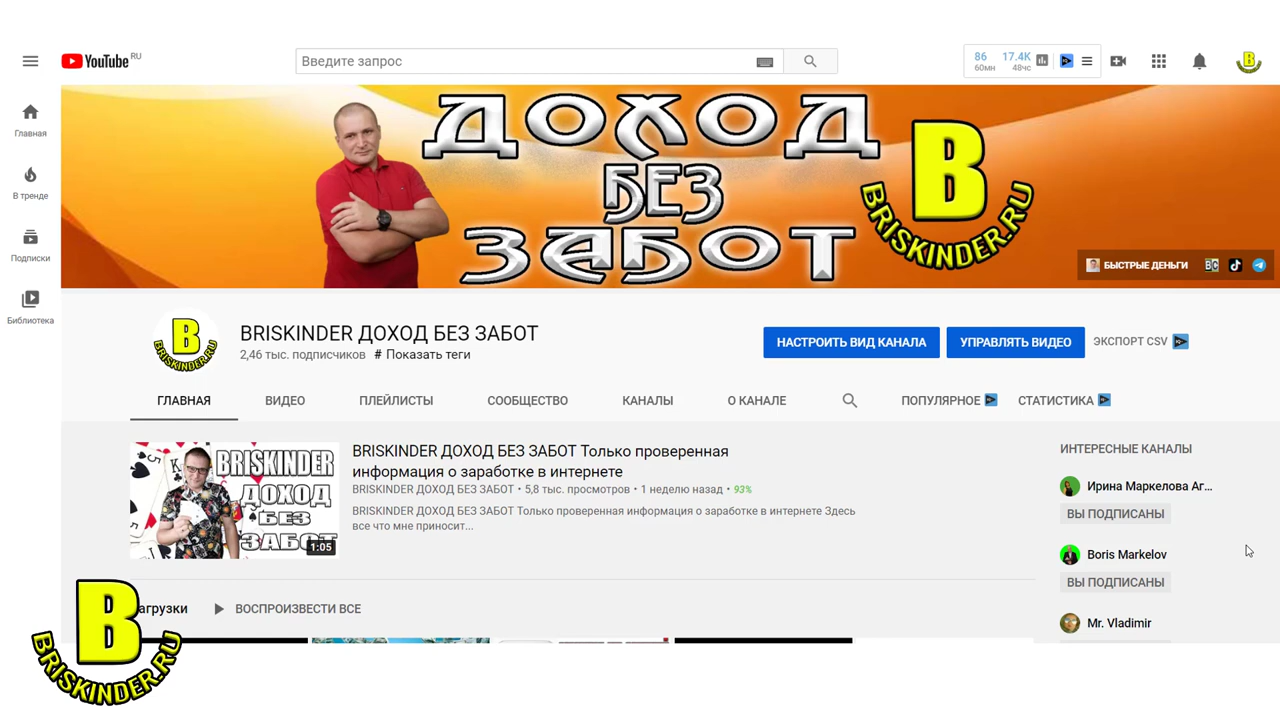 YouTube RU
Введите запрос
86
60мн
17.4K
48чс
Главная
В тренде
Подписки
Библиотека
ДОХОД
БЕЗ
ЗАБОТ
B
BRISKINDER.RU
БЫСТРЫЕ ДЕНЬГИ
B
BRISKINDER.RU
BRISKINDER ДОХОД БЕЗ ЗАБОТ
2,46 тыс. подписчиков # Показать теги
НАСТРОИТЬ ВИД КАНАЛА
УПРАВЛЯТЬ ВИДЕО
ЭКСПОРТ CSV
ГЛАВНАЯ ВИДЕО ПЛЕЙЛИСТЫ СООБЩЕСТВО КАНАЛЫ О КАНАЛЕ ПОПУЛЯРНОЕ СТАТИСТИКА
BRISKINDER
ДОХОД
БЕЗ
ЗАБОТ
1:05
BRISKINDER ДОХОД БЕЗ ЗАБОТ Только проверенная
информация о заработке в интернете
BRISKINDER ДОХОД БЕЗ ЗАБОТ • 5,8 тыс. просмотров • 1 неделю назад • 93%
BRISKINDER ДОХОД БЕЗ ЗАБОТ Только проверенная информация о заработке в интернете Здесь
все что мне приносит...
ИНТЕРЕСНЫЕ КАНАЛЫ
Ирина Маркелова Аг...
ВЫ ПОДПИСАНЫ
Boris Markelov
ВЫ ПОДПИСАНЫ
Mr. Vladimir
агрузки ВОСПРОИЗВЕСТИ ВСЕ
B
BRISKINDER.RU